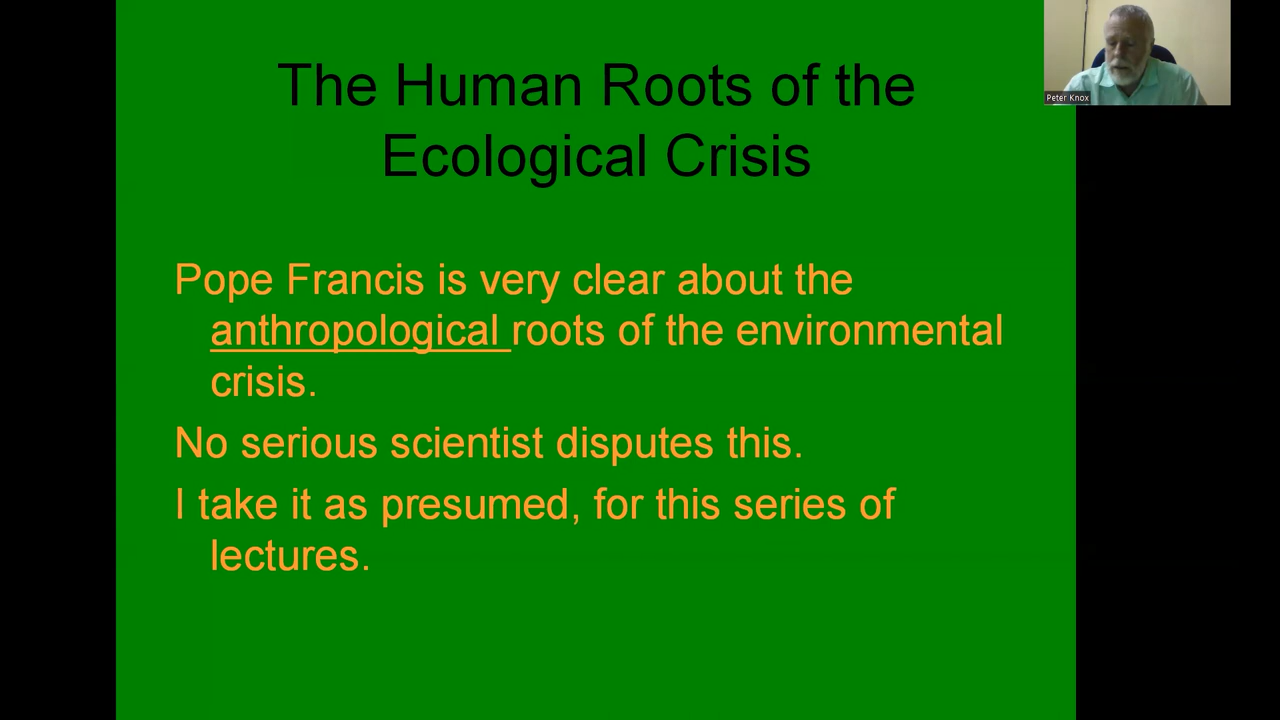 The Human Roots of the
Ecological Crisis
Pope Francis is very clear about the
anthropological roots of the environmental
crisis.
No serious scientist disputes this.
I take it as presumed, for this series of
lectures.
Peter Knox